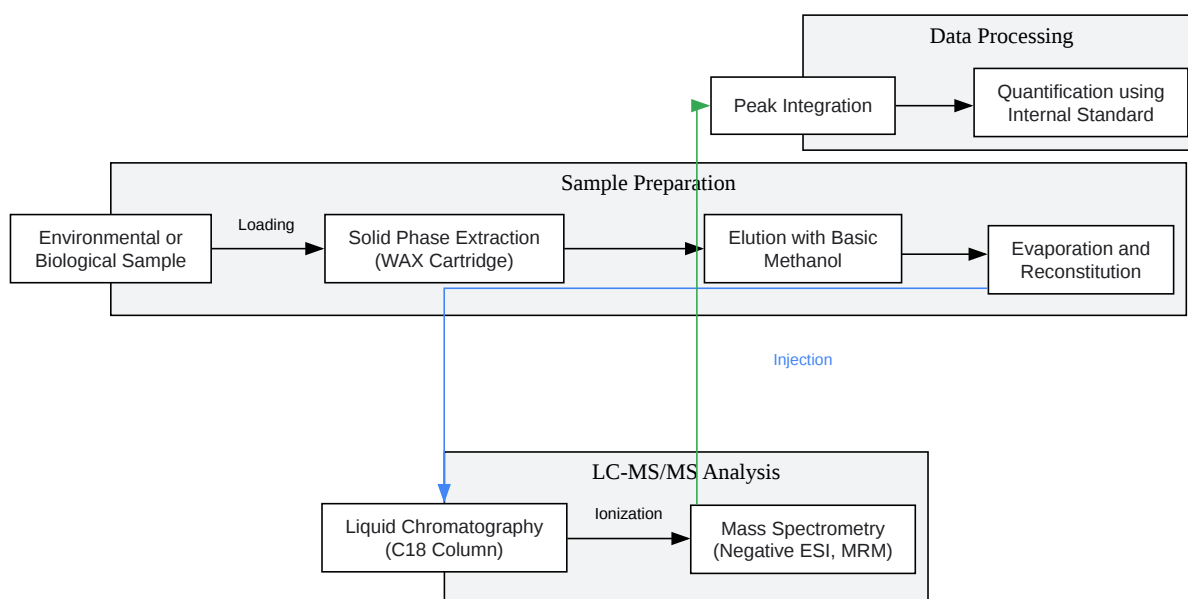 Data Processing
Peak Integration
Quantification using
Internal Standard
Sample Preparation
Environmental or
Biological Sample
Loading
Solid Phase Extraction
(WAX Cartridge)
Elution with Basic
Methanol
Evaporation and
Reconstitution
Injection
LC-MS/MS Analysis
Liquid Chromatography
(C18 Column)
Ionization
Mass Spectrometry
(Negative ESI, MRM)